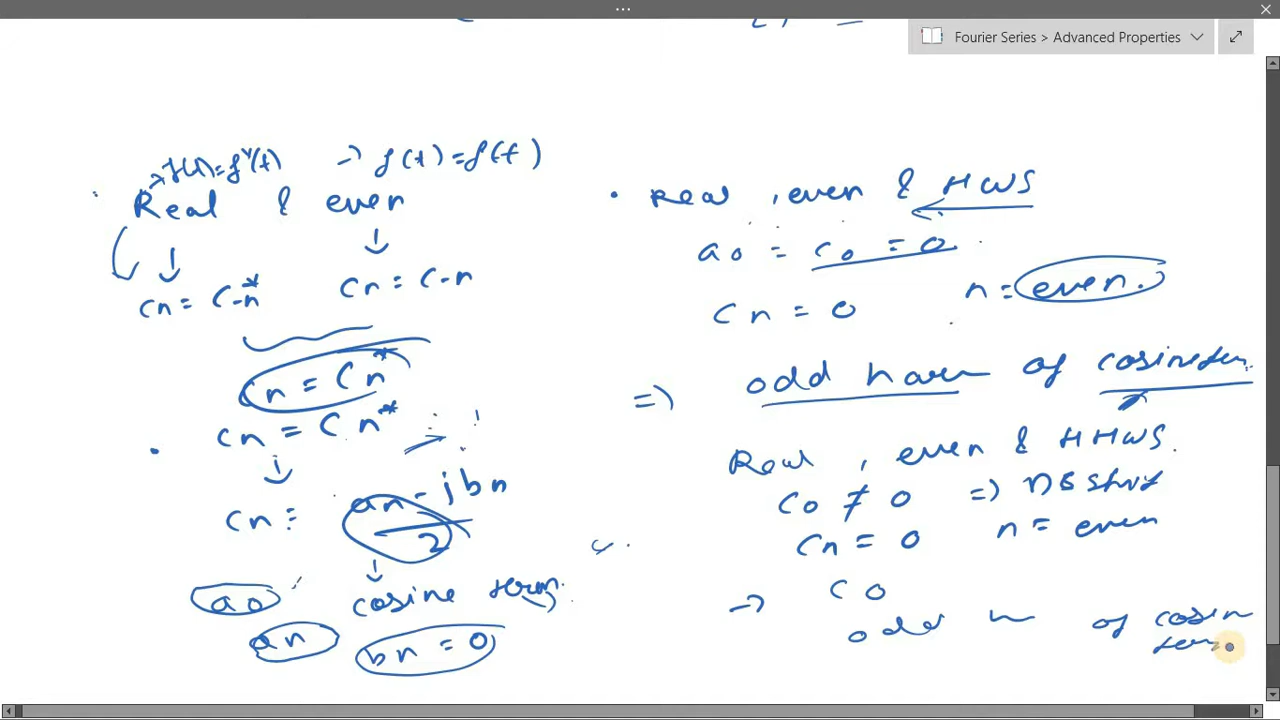 Fourier Series > Advanced Properties
f(t)=f*(t) → f(t)=f(t)
Real & even
cn = c-n* cn = c-n
cn = cn*
cn = cn*
cn = an - jbn
2
cosine term
a0
an bn = 0
Real , even & HWS
a0 = c0 = 0
cn = 0 n = even.
⇒ odd harm of cosine term
Real , even & HHWS.
c0 ≠ 0 ⇒
cn = 0 n = even
→ c0
odd of cosin
term